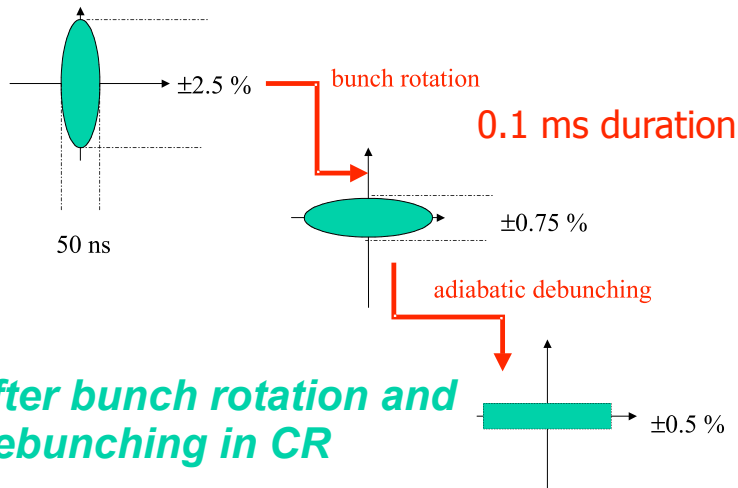 ±2.5 %
bunch rotation
0.1 ms duration
±0.75 %
50 ns
adiabatic debunching
fter bunch rotation and
ebunching in CR
±0.5 %